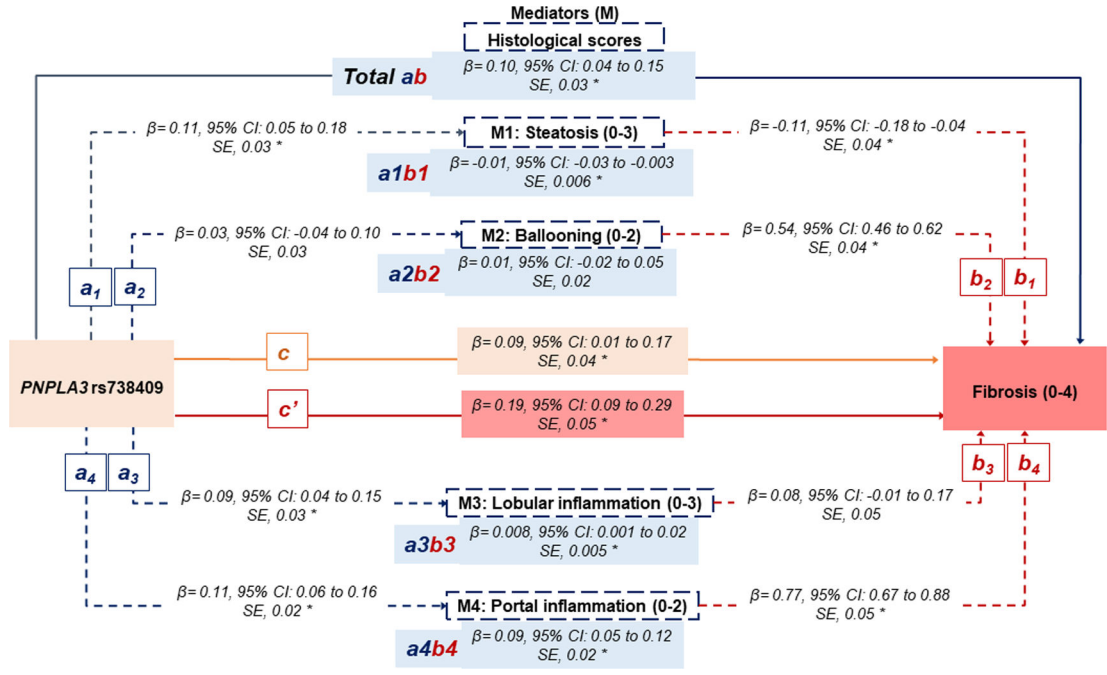 Mediators (M)
Histological scores
Total ab
β= 0.10, 95% CI: 0.04 to 0.15
SE, 0.03 *
β= 0.11, 95% CI: 0.05 to 0.18
SE, 0.03 *
M1: Steatosis (0-3)
β= -0.11, 95% CI: -0.18 to -0.04
SE, 0.04 *
a1b1
β= -0.01, 95% CI: -0.03 to -0.003
SE, 0.006 *
β= 0.03, 95% CI: -0.04 to 0.10
SE, 0.03
M2: Ballooning (0-2)
β= 0.54, 95% CI: 0.46 to 0.62
SE, 0.04 *
a2b2
β= 0.01, 95% CI: -0.02 to 0.05
SE, 0.02
a1
a2
b2
b1
PNPLA3 rs738409
c
β= 0.09, 95% CI: 0.01 to 0.17
SE, 0.04 *
c’
β= 0.19, 95% CI: 0.09 to 0.29
SE, 0.05 *
Fibrosis (0-4)
a4
a3
b3
b4
β= 0.09, 95% CI: 0.04 to 0.15
SE, 0.03 *
M3: Lobular inflammation (0-3)
β= 0.08, 95% CI: -0.01 to 0.17
SE, 0.05
a3b3
β= 0.008, 95% CI: 0.001 to 0.02
SE, 0.005 *
β= 0.11, 95% CI: 0.06 to 0.16
SE, 0.02 *
M4: Portal inflammation (0-2)
β= 0.77, 95% CI: 0.67 to 0.88
SE, 0.05 *
a4b4
β= 0.09, 95% CI: 0.05 to 0.12
SE, 0.02 *